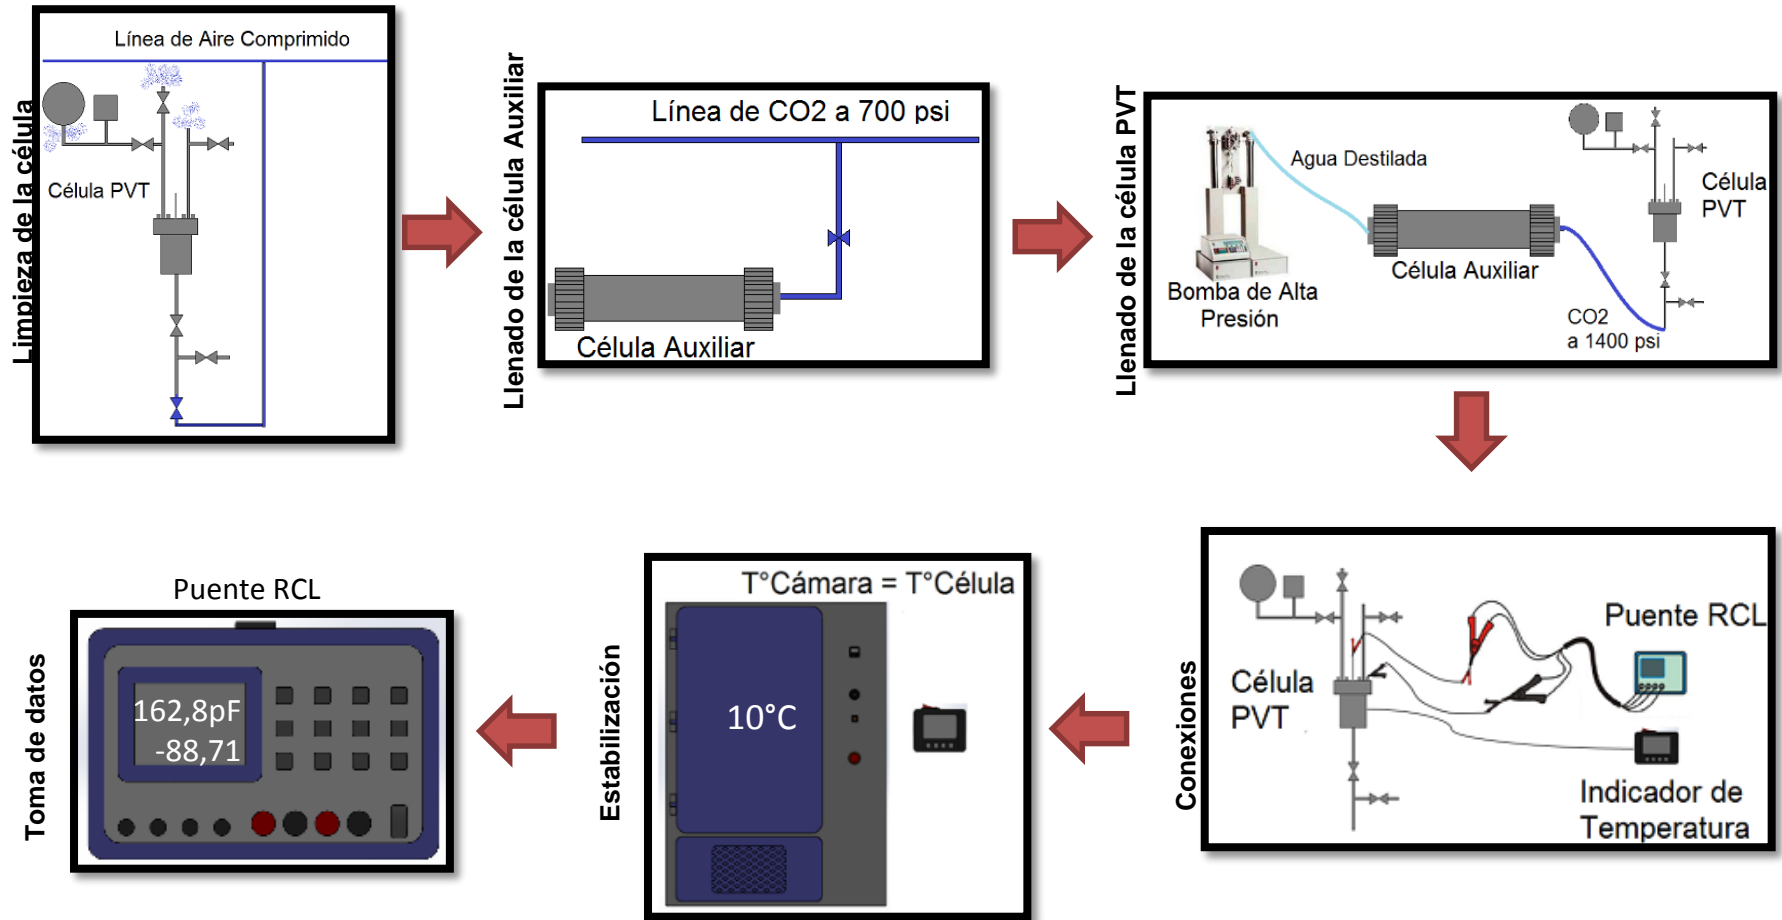 Limpieza de la célula
Línea de Aire Comprimido
Célula PVT
Llenado de la célula Auxiliar
Línea de CO2 a 700 psi
Célula Auxiliar
Llenado de la célula PVT
Agua Destilada
Célula
PVT
Célula Auxiliar
Bomba de Alta
Presión
CO2
a 1400 psi
Conexiones
Puente RCL
Célula
PVT
Indicador de
Temperatura
Estabilización
T°Cámara = T°Célula
10°C
Toma de datos
Puente RCL
162,8pF
-88,71